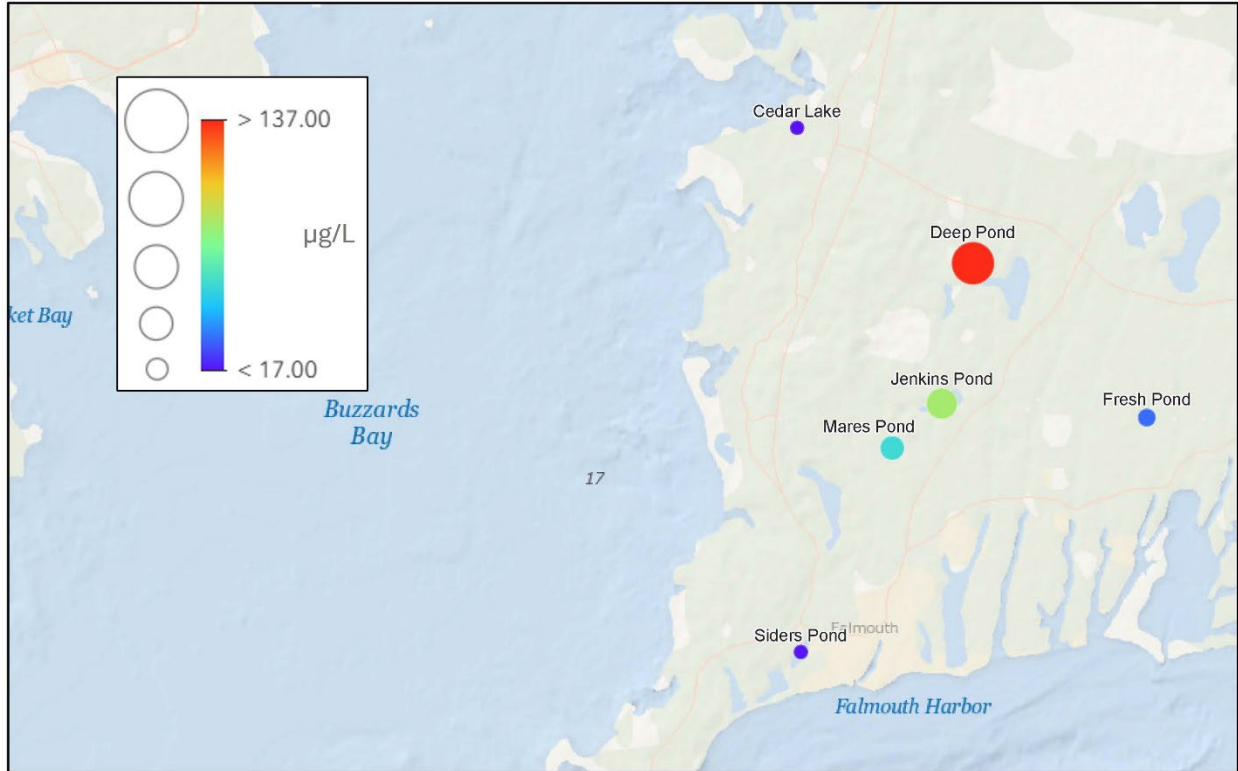 > 137.00
µg/L
< 17.00
Cedar Lake
Deep Pond
ket Bay
Jenkins Pond
Fresh Pond
Buzzards
Bay
Mares Pond
17
Siders Pond
Falmouth
Falmouth Harbor